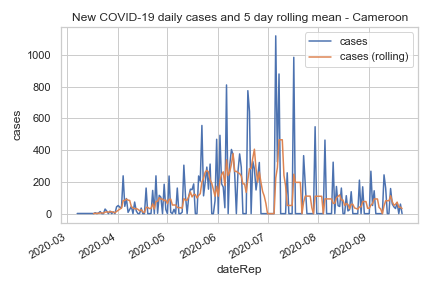 New COVID-19 daily cases and 5 day rolling mean - Cameroon
cases
cases (rolling)
cases
1000
800
600
400
200
0
2020-03
2020-04
2020-05
2020-06
2020-07
2020-08
2020-09
dateRep